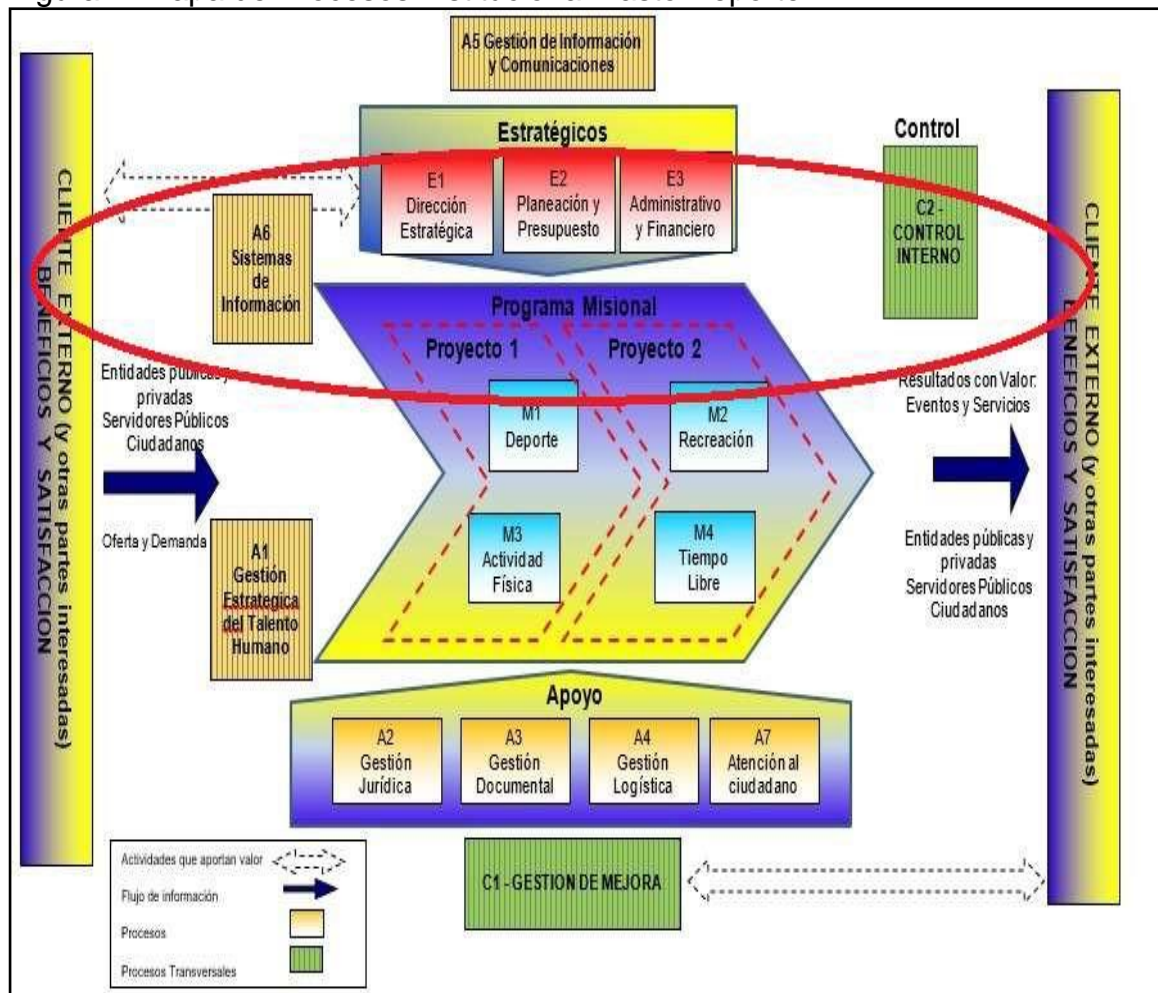 A5 Gestión de Información
y Comunicaciones
Estratégicos
E1
Dirección
Estratégica
E2
Planeación y
Presupuesto
E3
Administrativo
y Financiero
Control
C2 -
CONTROL
INTERNO
CLIENTE EXTERNO (y otras partes interesadas)
BENEFICIOS Y SATISFACCION
A6
Sistemas
de
Información
Programa Misional
Proyecto 1
Proyecto 2
M1
Deporte
M2
Recreación
M3
Actividad
Física
M4
Tiempo
Libre
Entidades públicas y
privadas
Servidores Públicos
Ciudadanos
Oferta y Demanda
A1
Gestión
Estrategica
del Talento
Humano
Resultados con Valor:
Eventos y Servicios
Entidades públicas y
privadas
Servidores Públicos
Ciudadanos
CLIENTE EXTERNO (y otras partes interesadas)
BENEFICIOS Y SATISFACCION
Apoyo
A2
Gestión
Jurídica
A3
Gestión
Documental
A4
Gestión
Logística
A7
Atención al
ciudadano
C1 - GESTION DE MEJORA
Actividades que aportan valor
Flujo de información
Procesos
Procesos Transversales